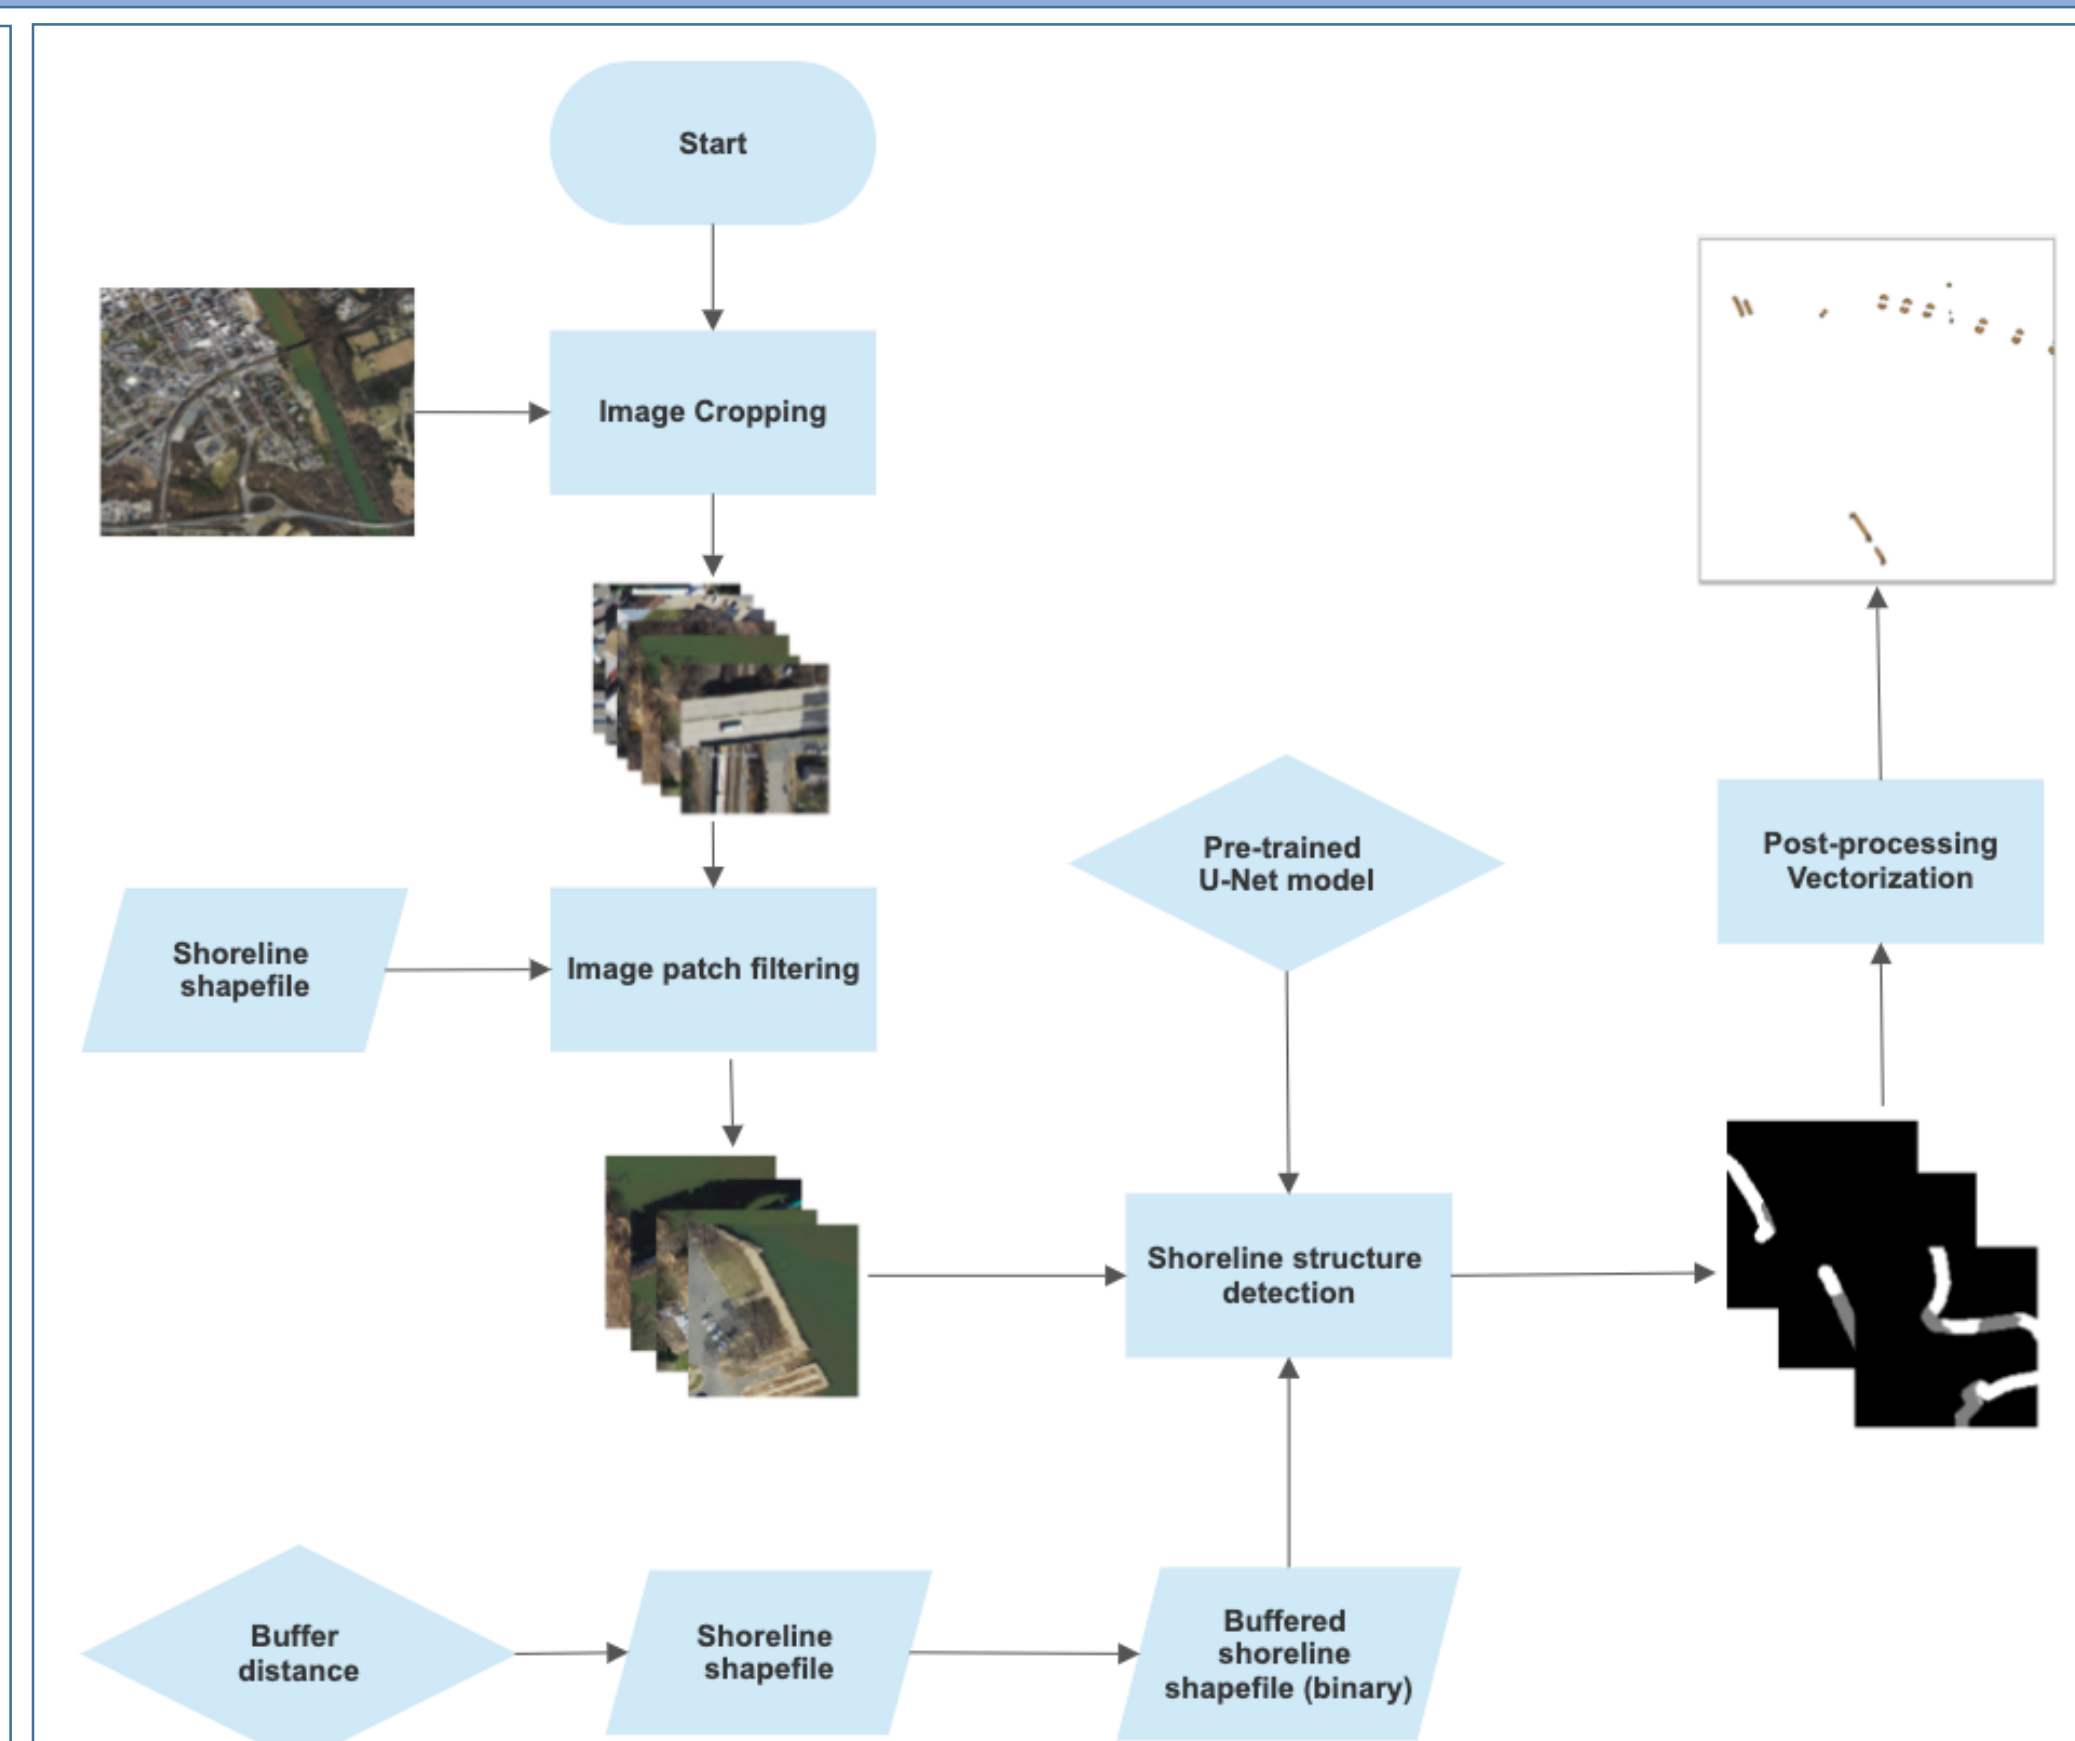 Start
Image Cropping
Pre-trained
U-Net model
Post-processing
Vectorization
Shoreline
shapefile
Image patch filtering
Shoreline structure
detection
Buffer
distance
Shoreline
shapefile
Buffered
shoreline
shapefile (binary)